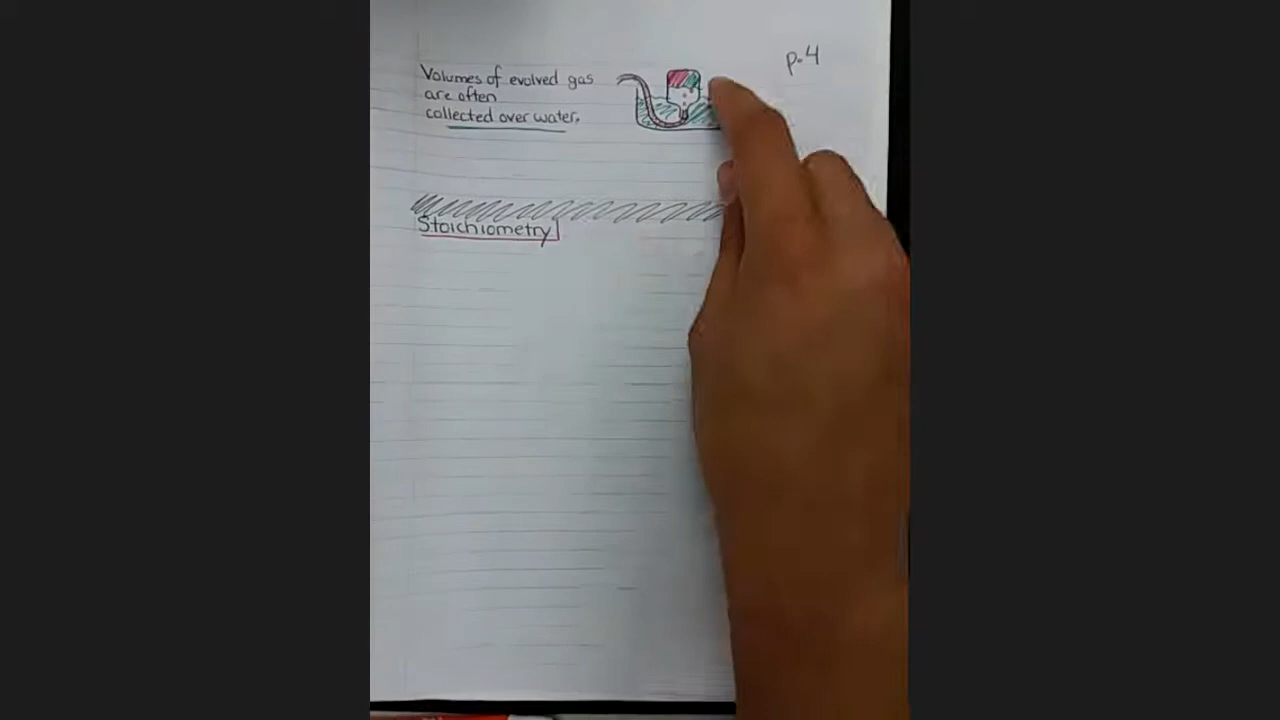 p.4
Volumes of evolved gas
are often
collected over water.
Stoichiometry